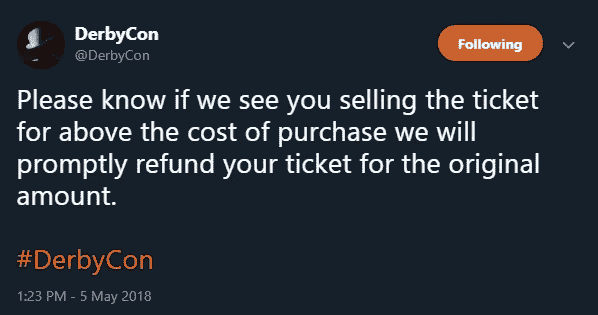 DerbyCon
@DerbyCon
Following
Please know if we see you selling the ticket
for above the cost of purchase we will
promptly refund your ticket for the original
amount.
#DerbyCon
1:23 PM - 5 May 2018